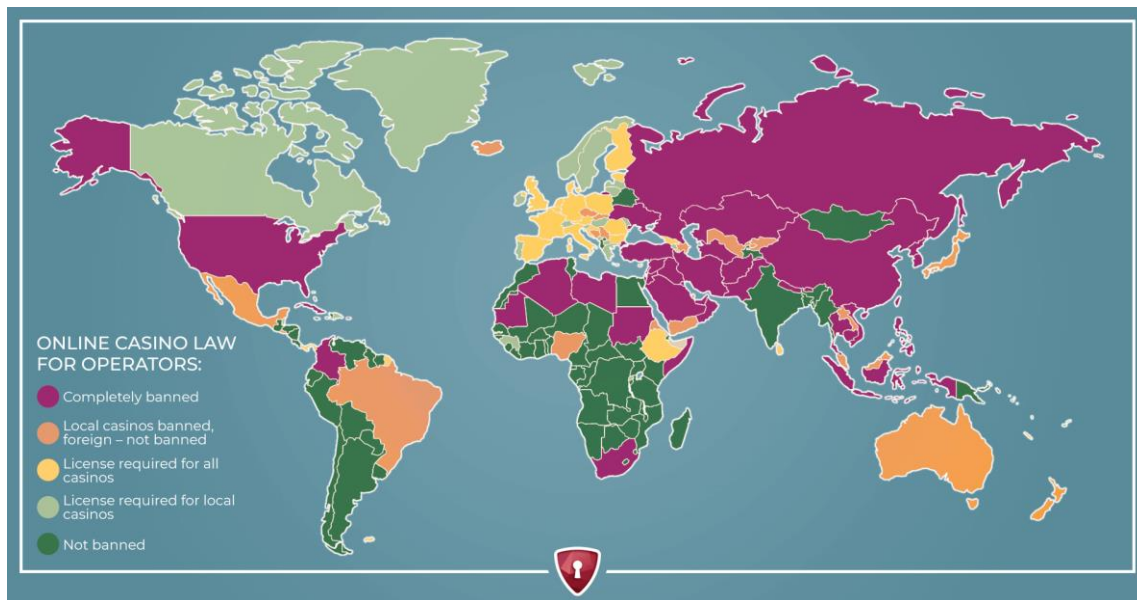 ONLINE CASINO LAW
FOR OPERATORS:
Completely banned
Local casinos banned,
foreign – not banned
License required for all
casinos
License required for local
casinos
Not banned